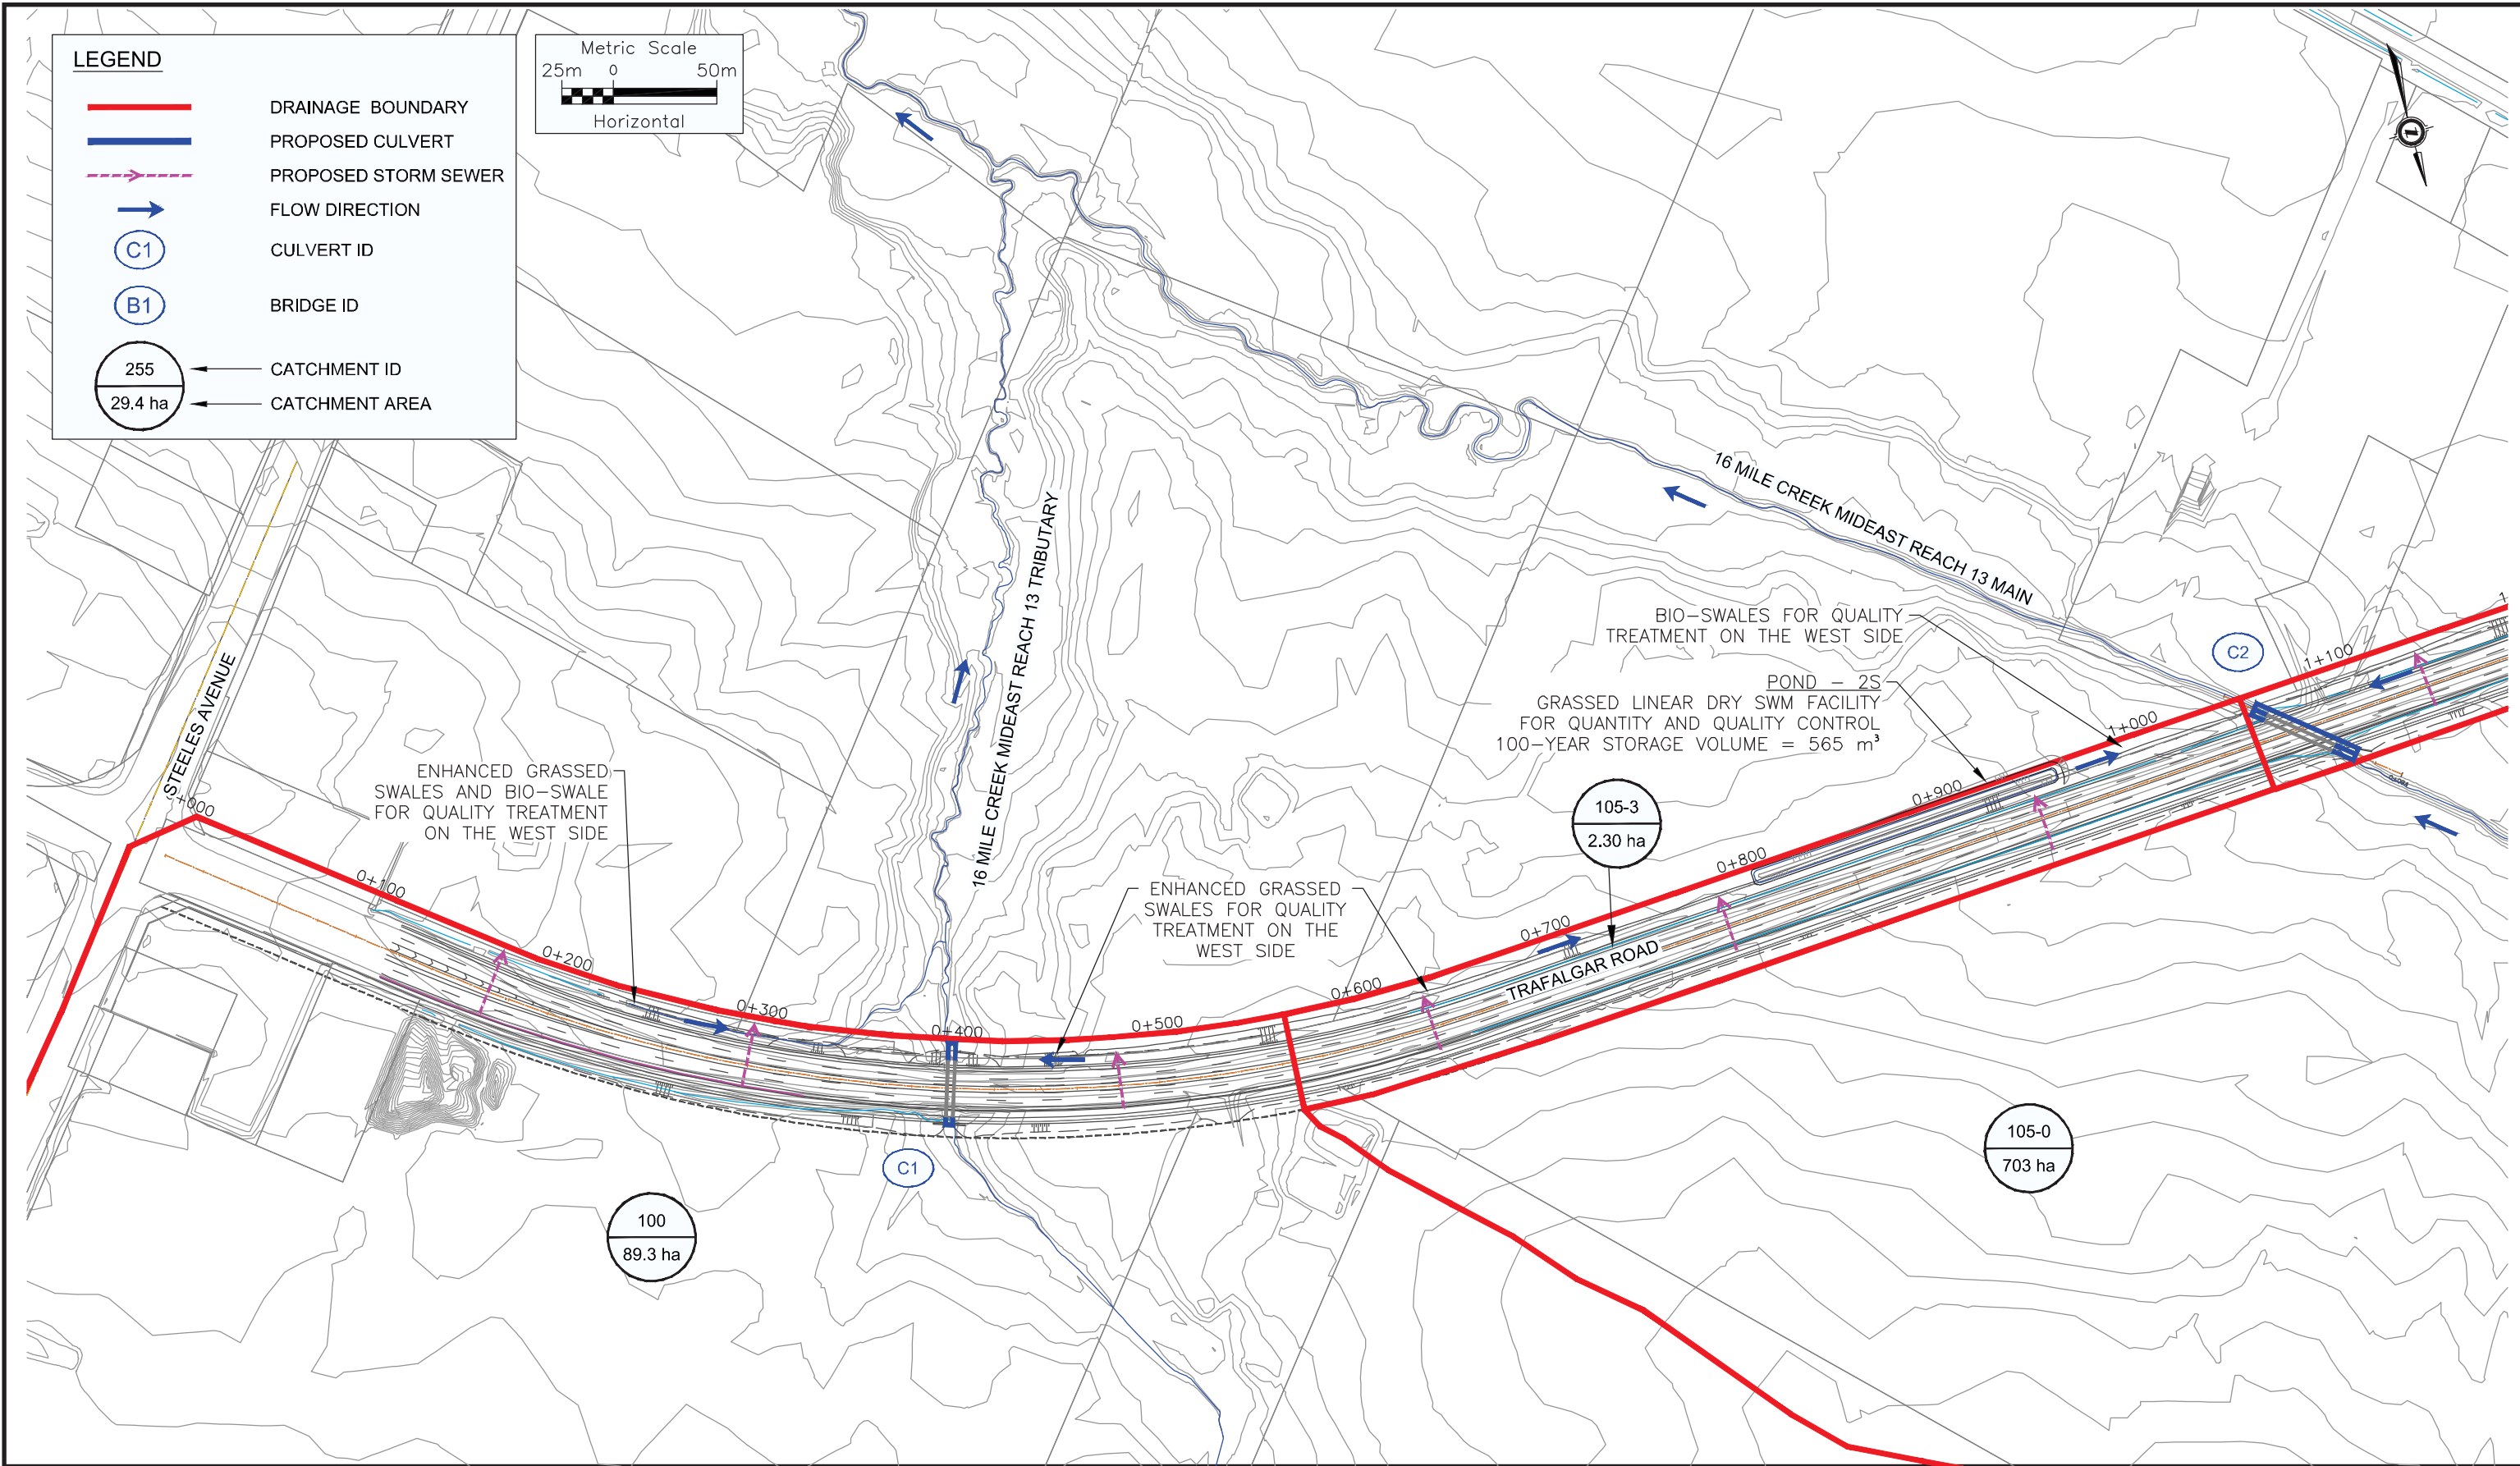 LEGEND
DRAINAGE BOUNDARY
PROPOSED CULVERT
PROPOSED STORM SEWER
FLOW DIRECTION
C1
CULVERT ID
B1
BRIDGE ID
255
29.4 ha
CATCHMENT ID
CATCHMENT AREA
Metric Scale
25m 0 50m
Horizontal
16 MILE CREEK MIDEAST REACH 13 MAIN
16 MILE CREEK MIDEAST REACH 13 TRIBUTARY
STEELES AVENUE
BIO-SWALES FOR QUALITY
TREATMENT ON THE WEST SIDE
POND - 2S
GRASSED LINEAR DRY SWM FACILITY
FOR QUANTITY AND QUALITY CONTROL
100-YEAR STORAGE VOLUME = 565 m³
C2
1+100
1+000
0+900
0+800
0+700
0+600
0+500
0+400
0+300
0+200
0+100
ENHANCED GRASSED
SWALES AND BIO-SWALE
FOR QUALITY TREATMENT
ON THE WEST SIDE
ENHANCED GRASSED
SWALES FOR QUALITY
TREATMENT ON THE
WEST SIDE
105-3
2.30 ha
TRAFALGAR ROAD
C1
100
89.3 ha
105-0
703 ha